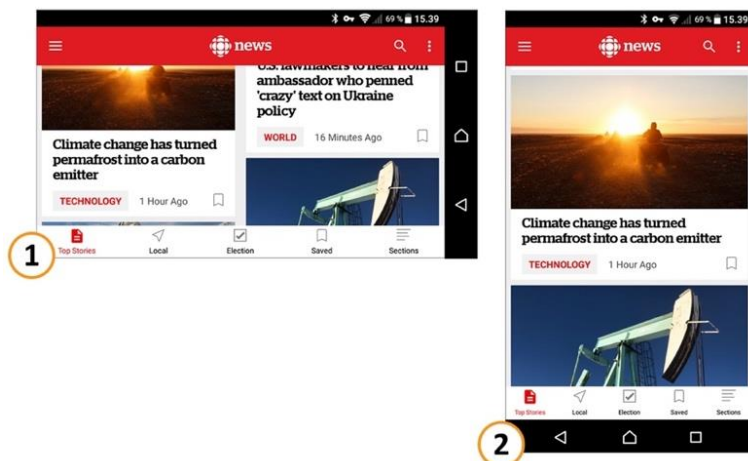 69 % 15.39
news
U.S. lawmakers to hear from
ambassador who penned
'crazy' text on Ukraine
policy
WORLD 16 Minutes Ago
Climate change has turned
permafrost into a carbon
emitter
TECHNOLOGY 1 Hour Ago
Top Stories Local Election Saved Sections
1
69 % 15.39
news
Climate change has turned
permafrost into a carbon emitter
TECHNOLOGY 1 Hour Ago
Top Stories Local Election Saved Sections
2